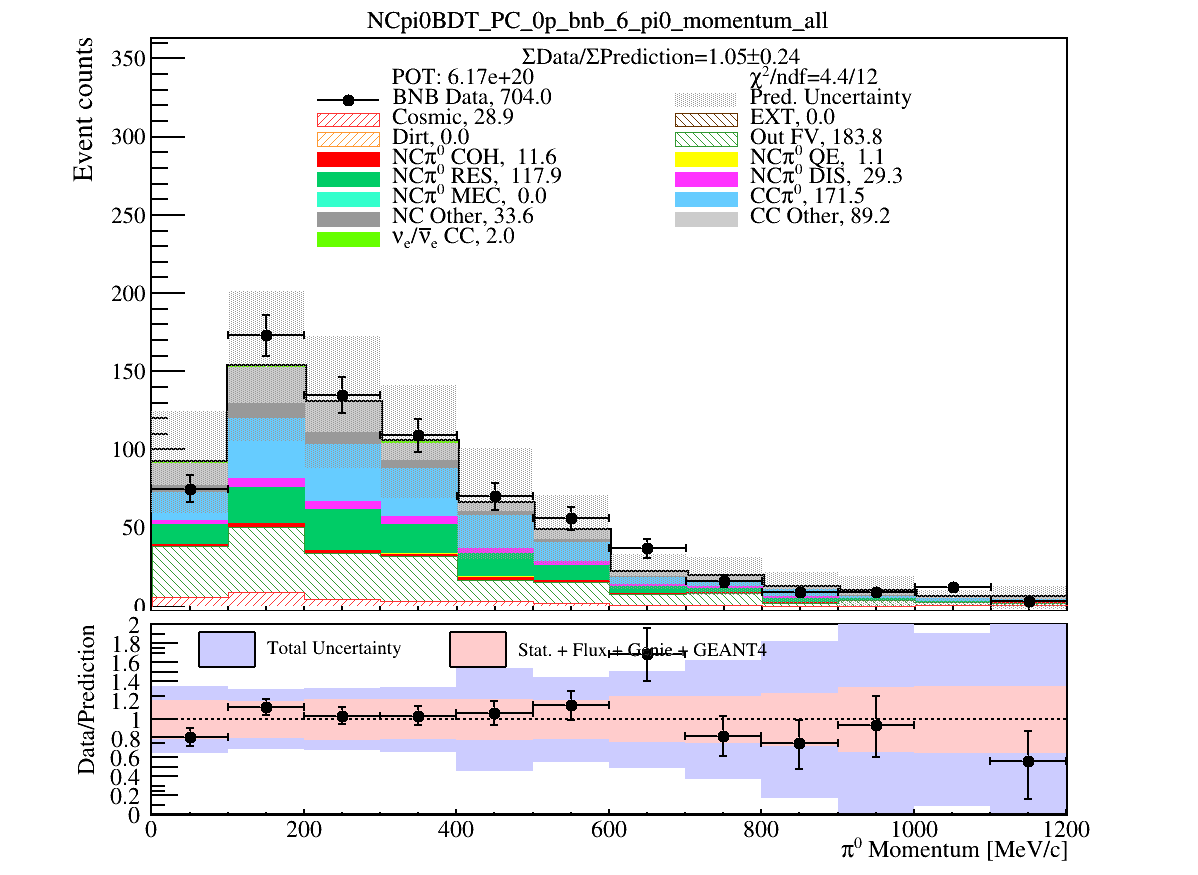 NCpi0BDT_PC_0p_bnb_6_pi0_momentum_all
ΣData/ΣPrediction=1.05±0.24
POT: 6.17e+20
χ²/ndf=4.4/12
BNB Data, 704.0
Pred. Uncertainty
Cosmic, 28.9
EXT, 0.0
Dirt, 0.0
Out FV, 183.8
NCπ⁰ COH, 11.6
NCπ⁰ QE, 1.1
NCπ⁰ RES, 117.9
NCπ⁰ DIS, 29.3
NCπ⁰ MEC, 0.0
CCπ⁰, 171.5
NC Other, 33.6
CC Other, 89.2
νₑ/ν̄ₑ CC, 2.0
Event counts
350
300
250
200
150
100
50
0
Total Uncertainty
Stat. + Flux + Genie + GEANT4
Data/Prediction
2
1.8
1.6
1.4
1.2
1
0.8
0.6
0.4
0.2
0
0 200 400 600 800 1000 1200
π⁰ Momentum [MeV/c]